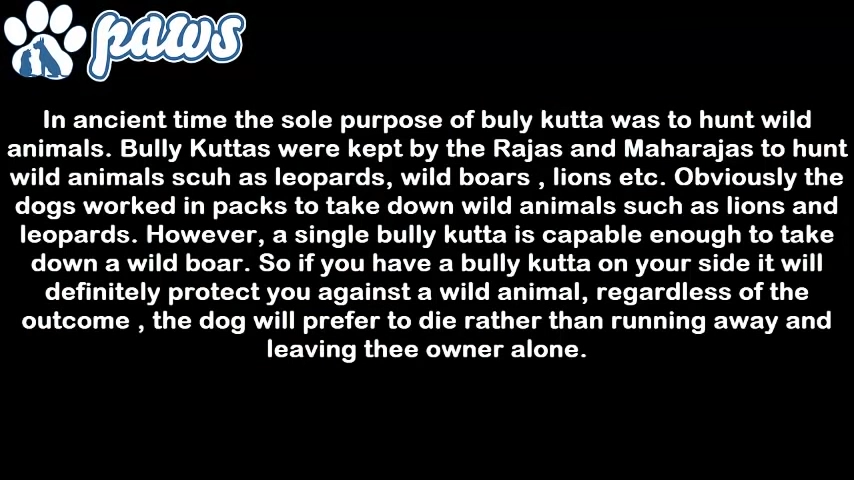 paws
In ancient time the sole purpose of buly kutta was to hunt wild
animals. Bully Kuttas were kept by the Rajas and Maharajas to hunt
wild animals scuh as leopards, wild boars , lions etc. Obviously the
dogs worked in packs to take down wild animals such as lions and
leopards. However, a single bully kutta is capable enough to take
down a wild boar. So if you have a bully kutta on your side it will
definitely protect you against a wild animal, regardless of the
outcome , the dog will prefer to die rather than running away and
leaving thee owner alone.